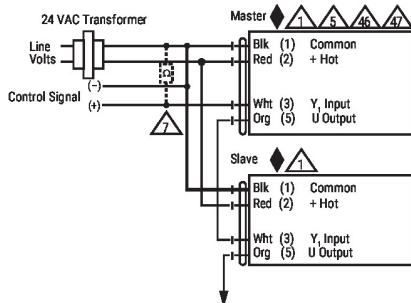 24 VAC Transformer
Master 1 5 46 47
Line
Volts
Blk (1) Common
Red (2) + Hot
(–)
Control Signal (+)
Ω
7
Wht (3) Y1 Input
Org (5) U Output
Slave 1
Blk (1) Common
Red (2) + Hot
Wht (3) Y1 Input
Org (5) U Output